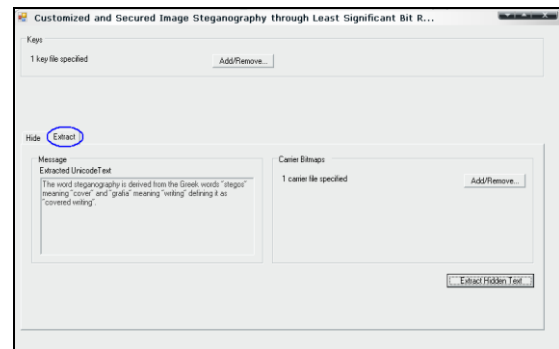 Customized and Secured Image Steganography through Least Significant Bit R...
Keys
1 key file specified
Add/Remove...
Hide
Extract
Message
Extracted UnicodeText
The word steganography is derived from the Greek words "stegos"
meaning "cover" and "grafia" meaning "writing" defining it as
"covered writing".
Carrier Bitmaps
1 carrier file specified
Add/Remove...
Extract Hidden Text